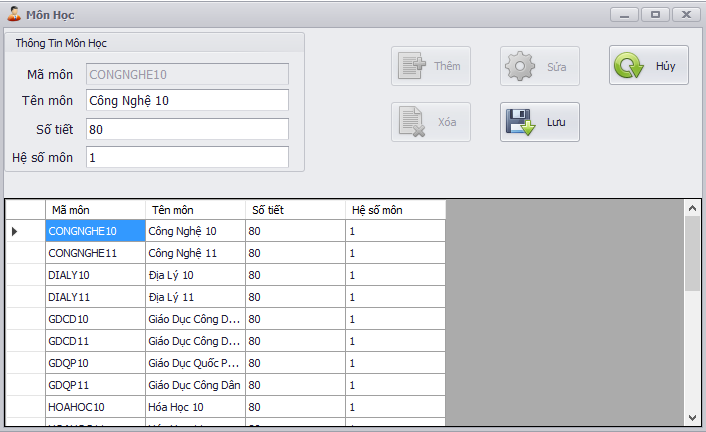 Môn Học
Thông Tin Môn Học
Mã môn CONGNGHE10
Tên môn Công Nghệ 10
Số tiết 80
Hệ số môn 1
Thêm Sửa Hủy
Xóa Lưu
Mã môn Tên môn Số tiết Hệ số môn
CONGNGHE10 Công Nghệ 10 80 1
CONGNGHE11 Công Nghệ 11 80 1
DIALY10 Địa Lý 10 80 1
DIALY11 Địa Lý 11 80 1
GDCD10 Giáo Dục Công D... 80 1
GDCD11 Giáo Dục Công D... 80 1
GDQP10 Giáo Dục Quốc P... 80 1
GDQP11 Giáo Dục Công Dân 80 1
HOAHOC10 Hóa Học 10 80 1